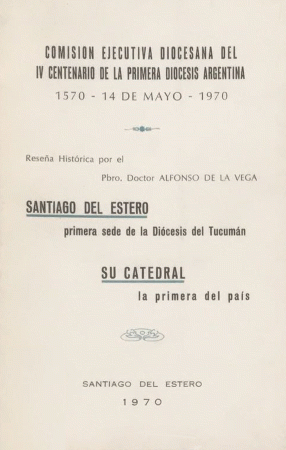 COMISION EJECUTIVA DIOCESANA DEL
IV CENTENARIO DE LA PRIMERA DIOCESIS ARGENTINA
1570 - 14 DE MAYO - 1970
Reseña Histórica por el
Pbro. Doctor ALFONSO DE LA VEGA
SANTIAGO DEL ESTERO
primera sede de la Diócesis del Tucumán
SU CATEDRAL
la primera del país
SANTIAGO DEL ESTERO
1970